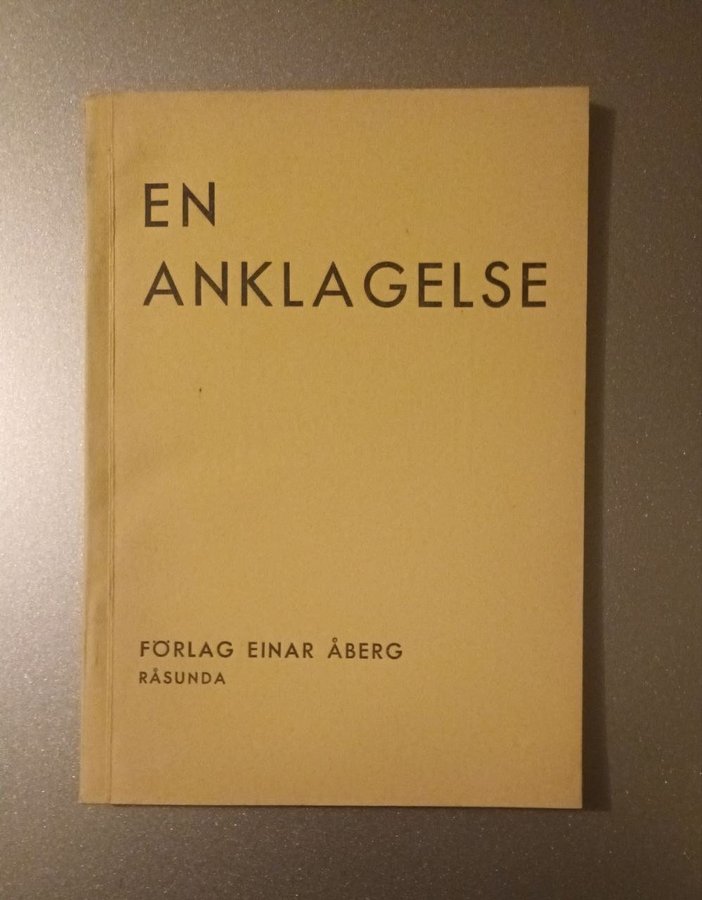 EN
ANKLAGELSE
FÖRLAG EINAR ÅBERG
RÅSUNDA